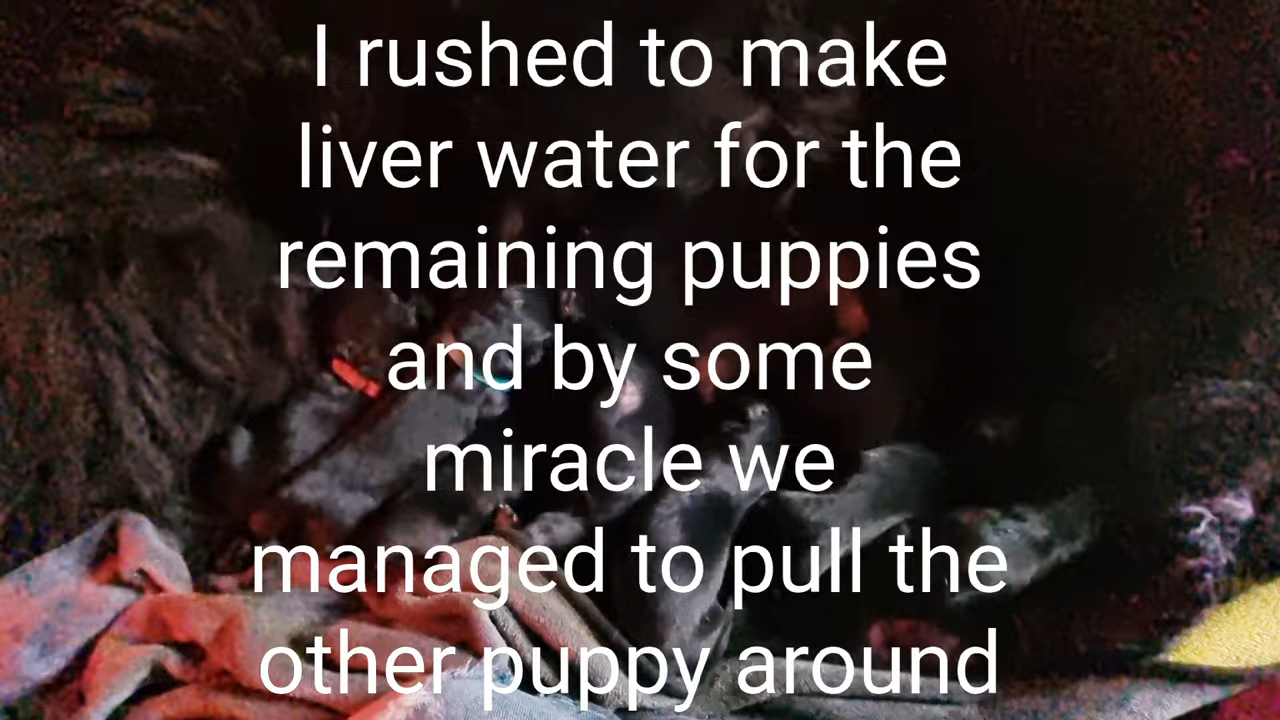 I rushed to make
liver water for the
remaining puppies
and by some
miracle we
managed to pull the
other puppy around